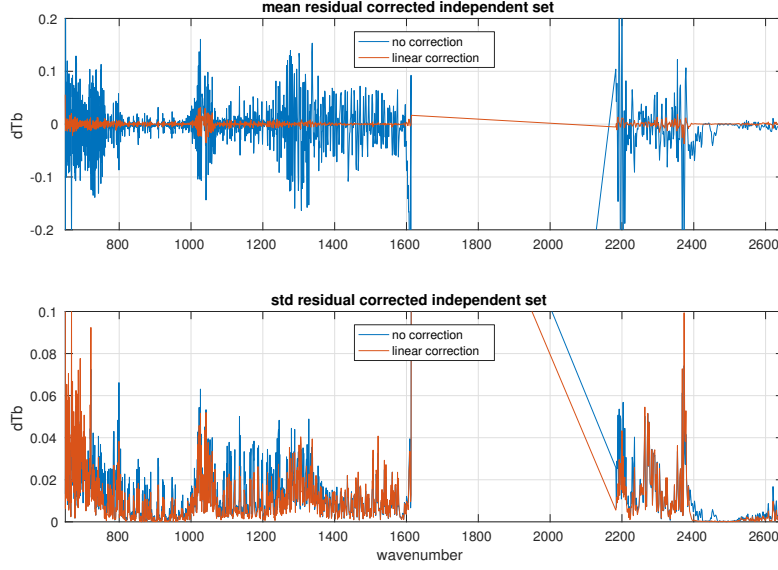 mean residual corrected independent set
no correction
linear correction
dTb
0.2
0.1
0
-0.1
-0.2
800 1000 1200 1400 1600 1800 2000 2200 2400 2600
std residual corrected independent set
no correction
linear correction
dTb
0.1
0.08
0.06
0.04
0.02
0
800 1000 1200 1400 1600 1800 2000 2200 2400 2600
wavenumber